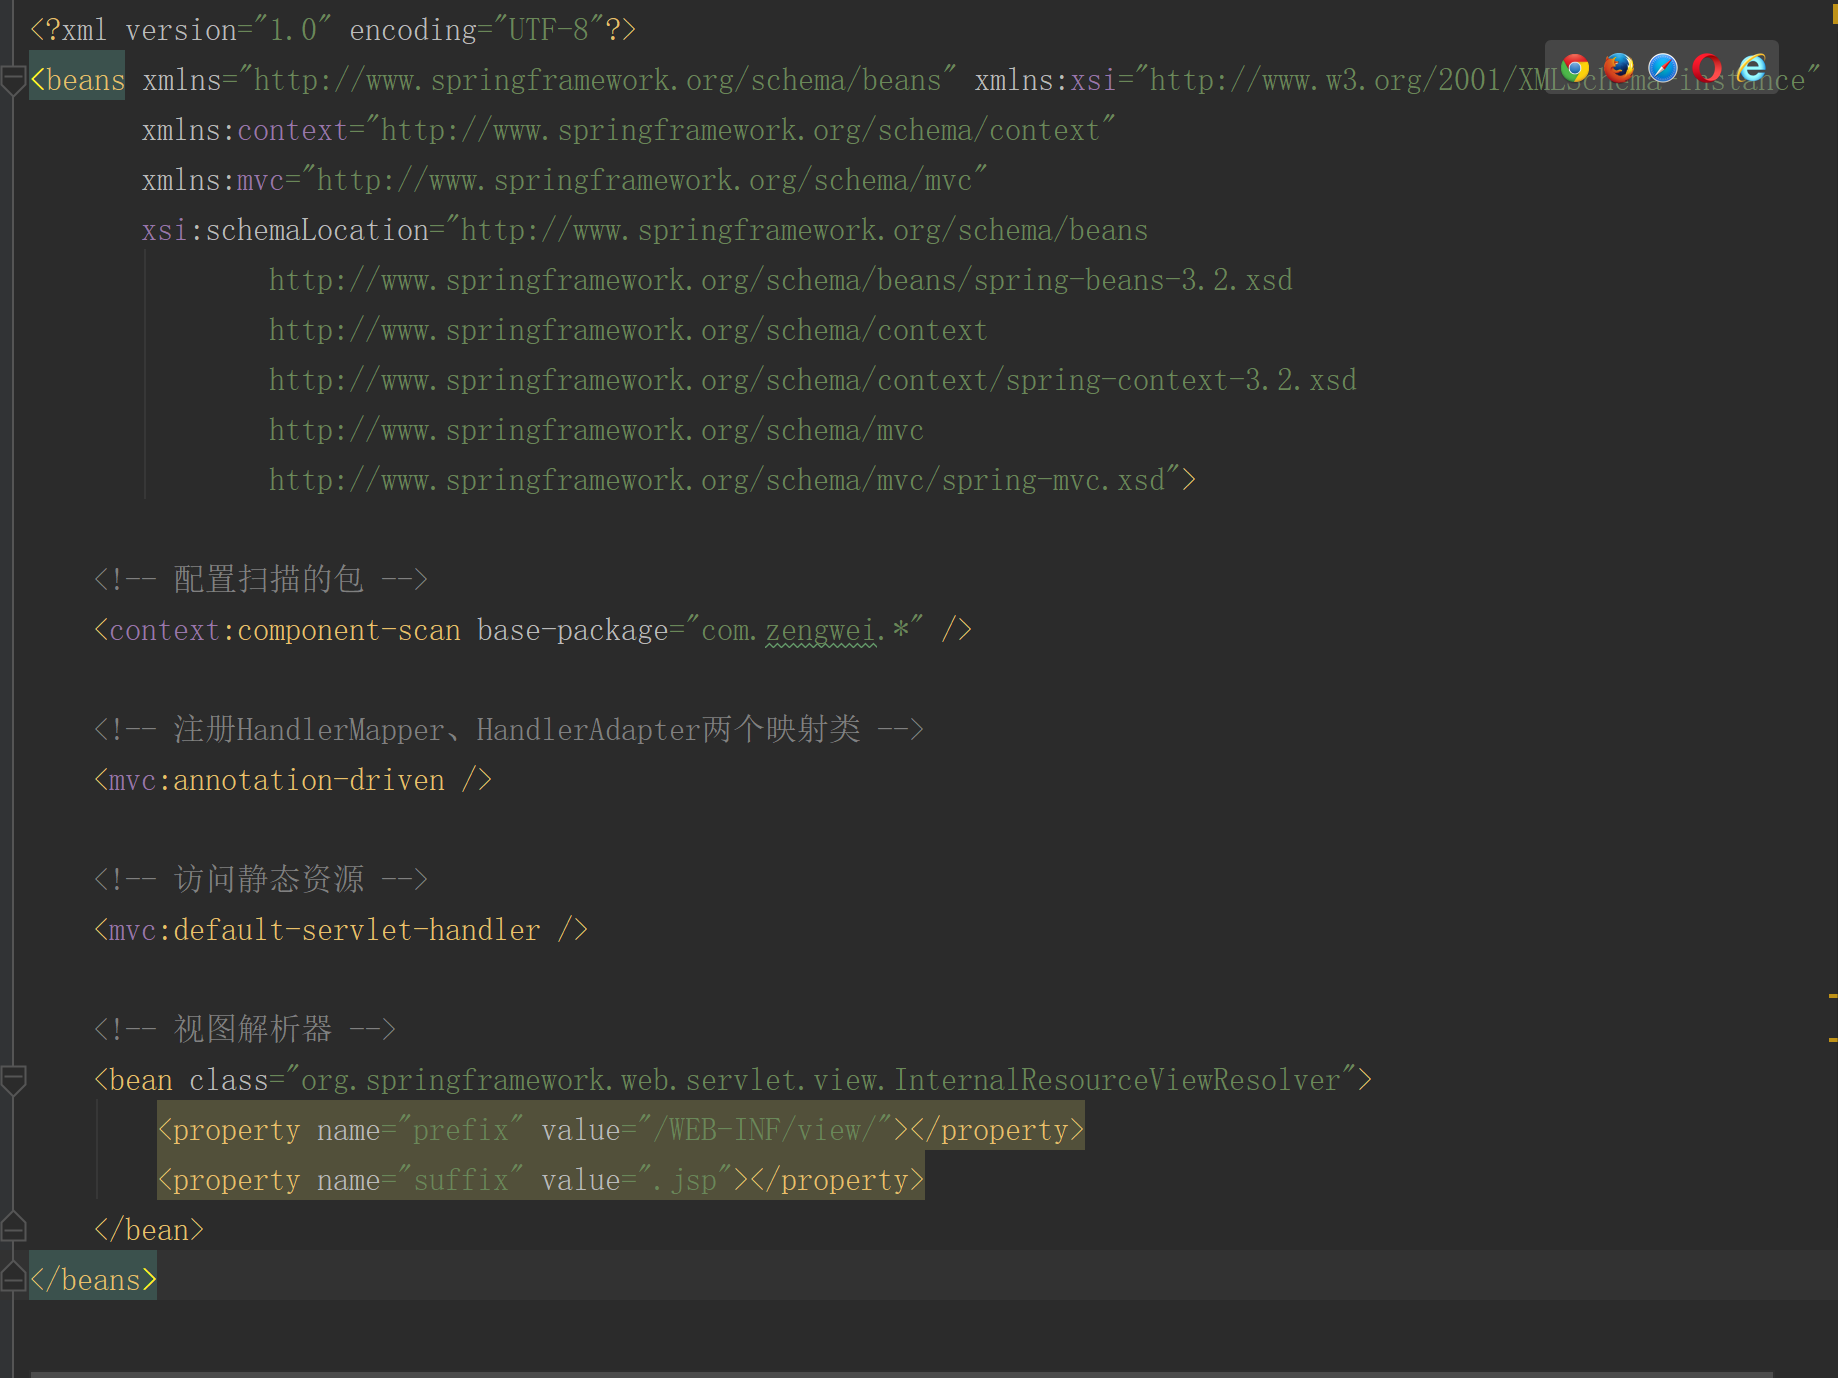 <?xml version="1.0" encoding="UTF-8"?>
<beans xmlns="http://www.springframework.org/schema/beans" xmlns:xsi="http://www.w3.org/2001/XMLSchema-instance"
xmlns:context="http://www.springframework.org/schema/context"
xmlns:mvc="http://www.springframework.org/schema/mvc"
xsi:schemaLocation="http://www.springframework.org/schema/beans
http://www.springframework.org/schema/beans/spring-beans-3.2.xsd
http://www.springframework.org/schema/context
http://www.springframework.org/schema/context/spring-context-3.2.xsd
http://www.springframework.org/schema/mvc
http://www.springframework.org/schema/mvc/spring-mvc.xsd">
<!-- 配置扫描的包 -->
<context:component-scan base-package="com.zengwei.*" />
<!-- 注册HandlerMapper、HandlerAdapter两个映射类 -->
<mvc:annotation-driven />
<!-- 访问静态资源 -->
<mvc:default-servlet-handler />
<!-- 视图解析器 -->
<bean class="org.springframework.web.servlet.view.InternalResourceViewResolver">
<property name="prefix" value="/WEB-INF/view/"></property>
<property name="suffix" value=".jsp"></property>
</bean>
</beans>